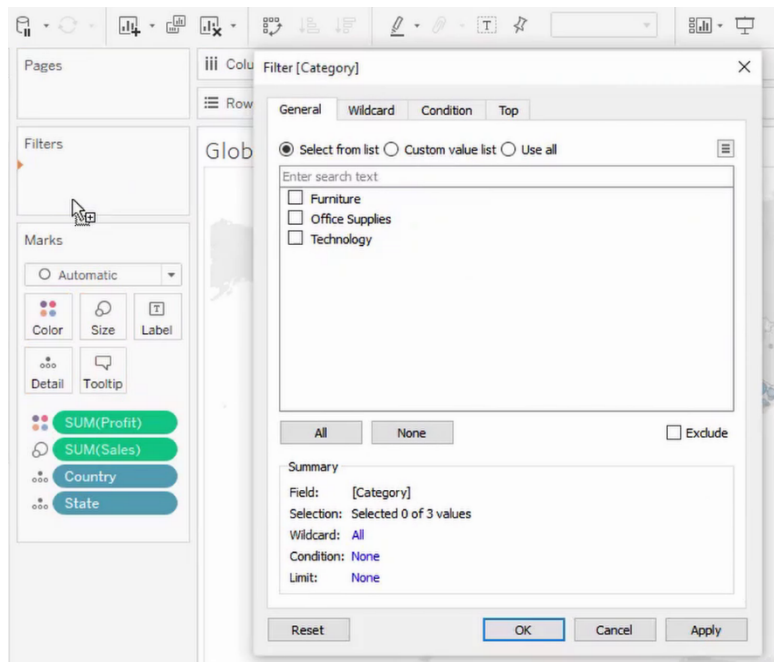 Pages
iii Colu
Rows
Filters
Glob
Marks
Automatic
Color
Size
Label
Detail
Tooltip
SUM(Profit)
SUM(Sales)
Country
State
Filter [Category]
General
Wildcard
Condition
Top
Select from list
Custom value list
Use all
Enter search text
Furniture
Office Supplies
Technology
All
None
Exclude
Summary
Field: [Category]
Selection: Selected 0 of 3 values
Wildcard: All
Condition: None
Limit: None
Reset
OK
Cancel
Apply